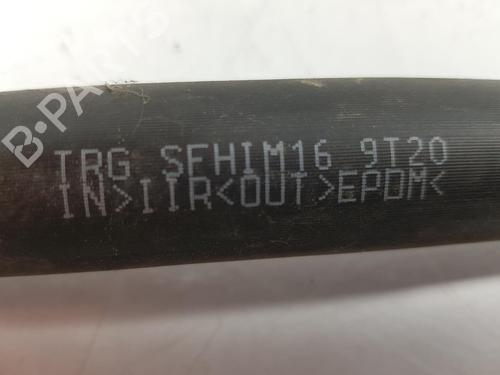 B-PARTS
TRG SFHIM16 9T20
IN>IIR<OUT>EPDM<